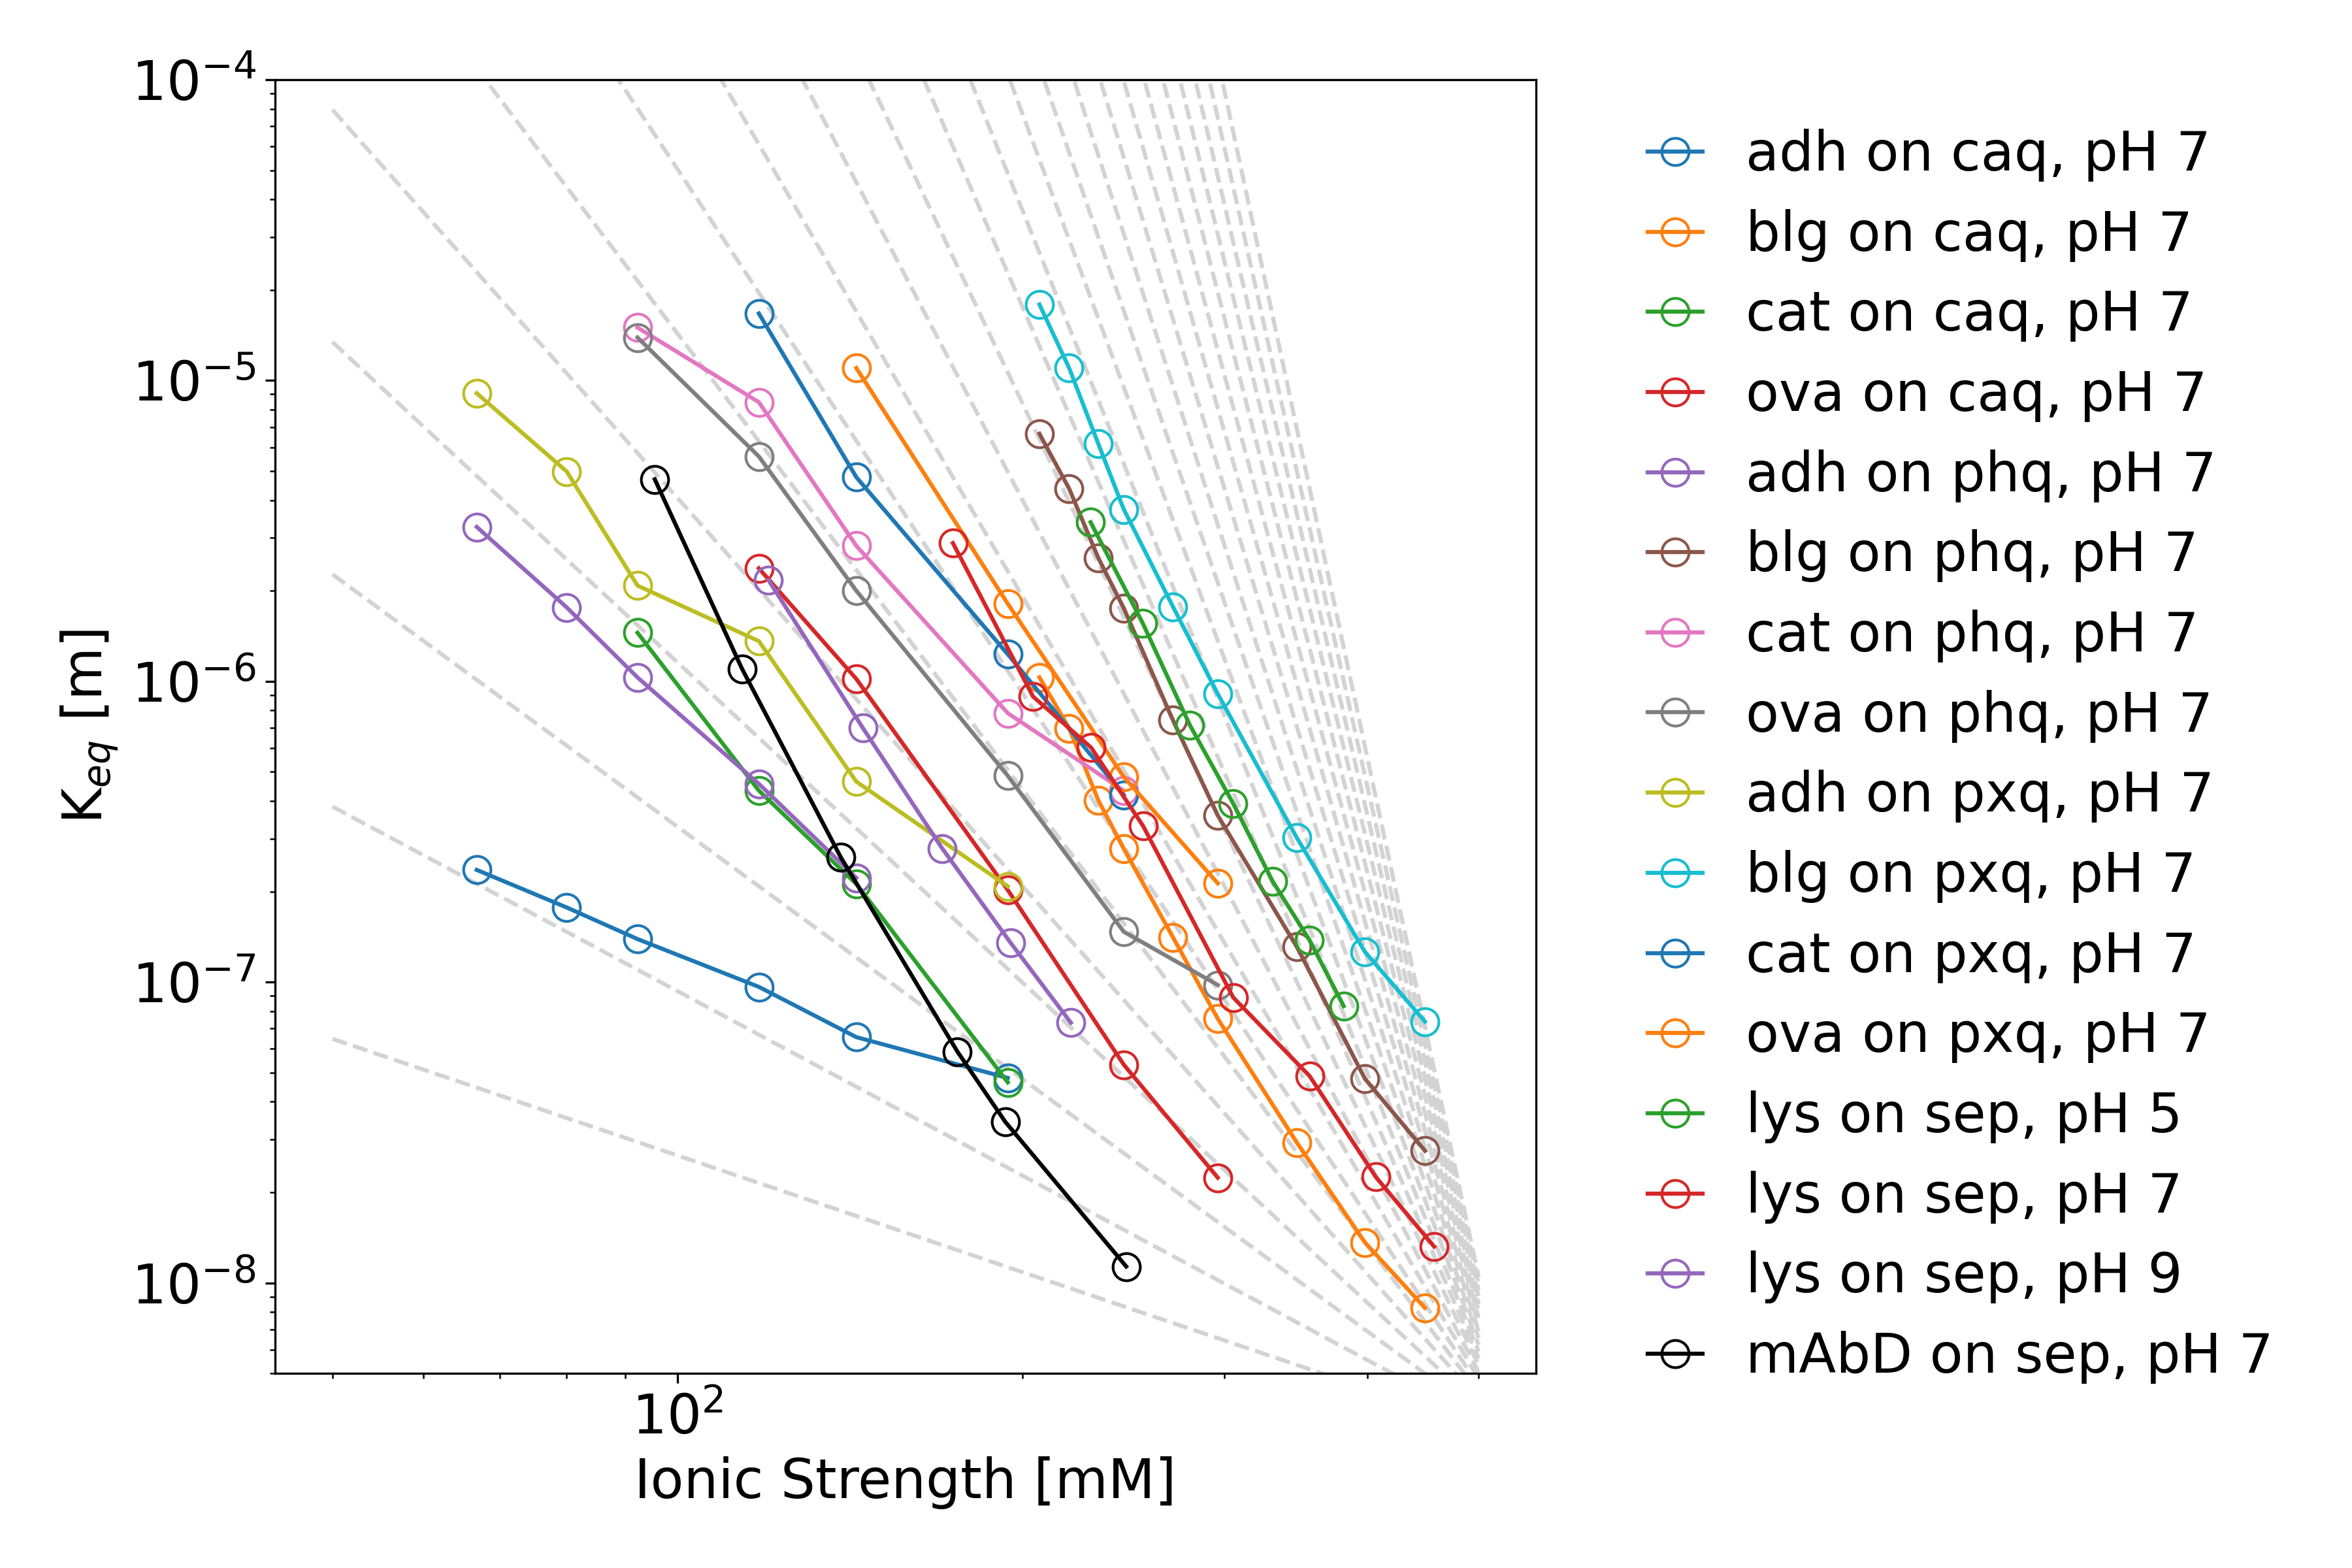 10⁻⁴
10⁻⁵
10⁻⁶
10⁻⁷
10⁻⁸
K_eq [m]
10²
Ionic Strength [mM]
adh on caq, pH 7
blg on caq, pH 7
cat on caq, pH 7
ova on caq, pH 7
adh on phq, pH 7
blg on phq, pH 7
cat on phq, pH 7
ova on phq, pH 7
adh on pxq, pH 7
blg on pxq, pH 7
cat on pxq, pH 7
ova on pxq, pH 7
lys on sep, pH 5
lys on sep, pH 7
lys on sep, pH 9
mAbD on sep, pH 7